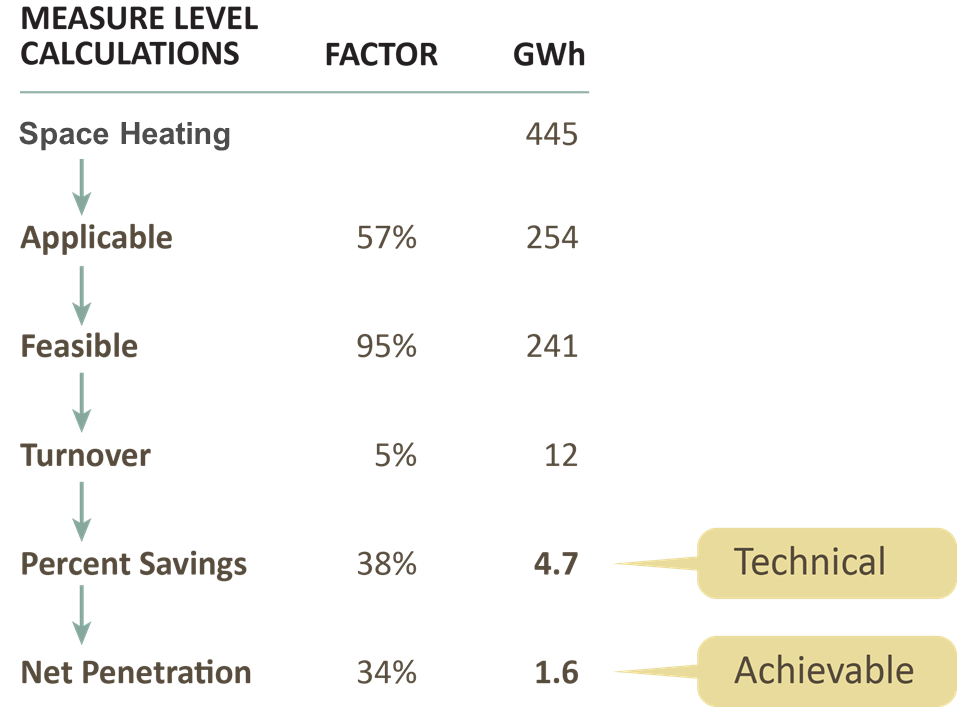 MEASURE LEVEL
CALCULATIONS FACTOR GWh
Space Heating 445
Applicable 57% 254
Feasible 95% 241
Turnover 5% 12
Percent Savings 38% 4.7 Technical
Net Penetration 34% 1.6 Achievable